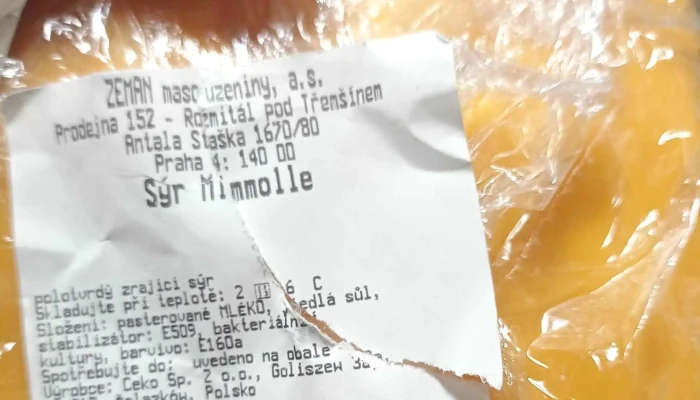 ZEMAN maso uzeniny, a.s.
Prodejna 152 - Rožmitál pod Třemšínem
Antala Staška 1670/80
Praha 4: 140 00
Sýr Mimmolle
polotvrdý zrající sýr
Skladujte při teplotě: 2 6 C
Složení: pasterované MLÉKO, jedlá sůl,
stabilizátor: E509, bakteriální
kultury, barvivo: E160a
Spotřebujte do: uvedeno na obale
Výrobce: Ceko Sp. Z o.o., Goliszew
Żelazków, Polsko